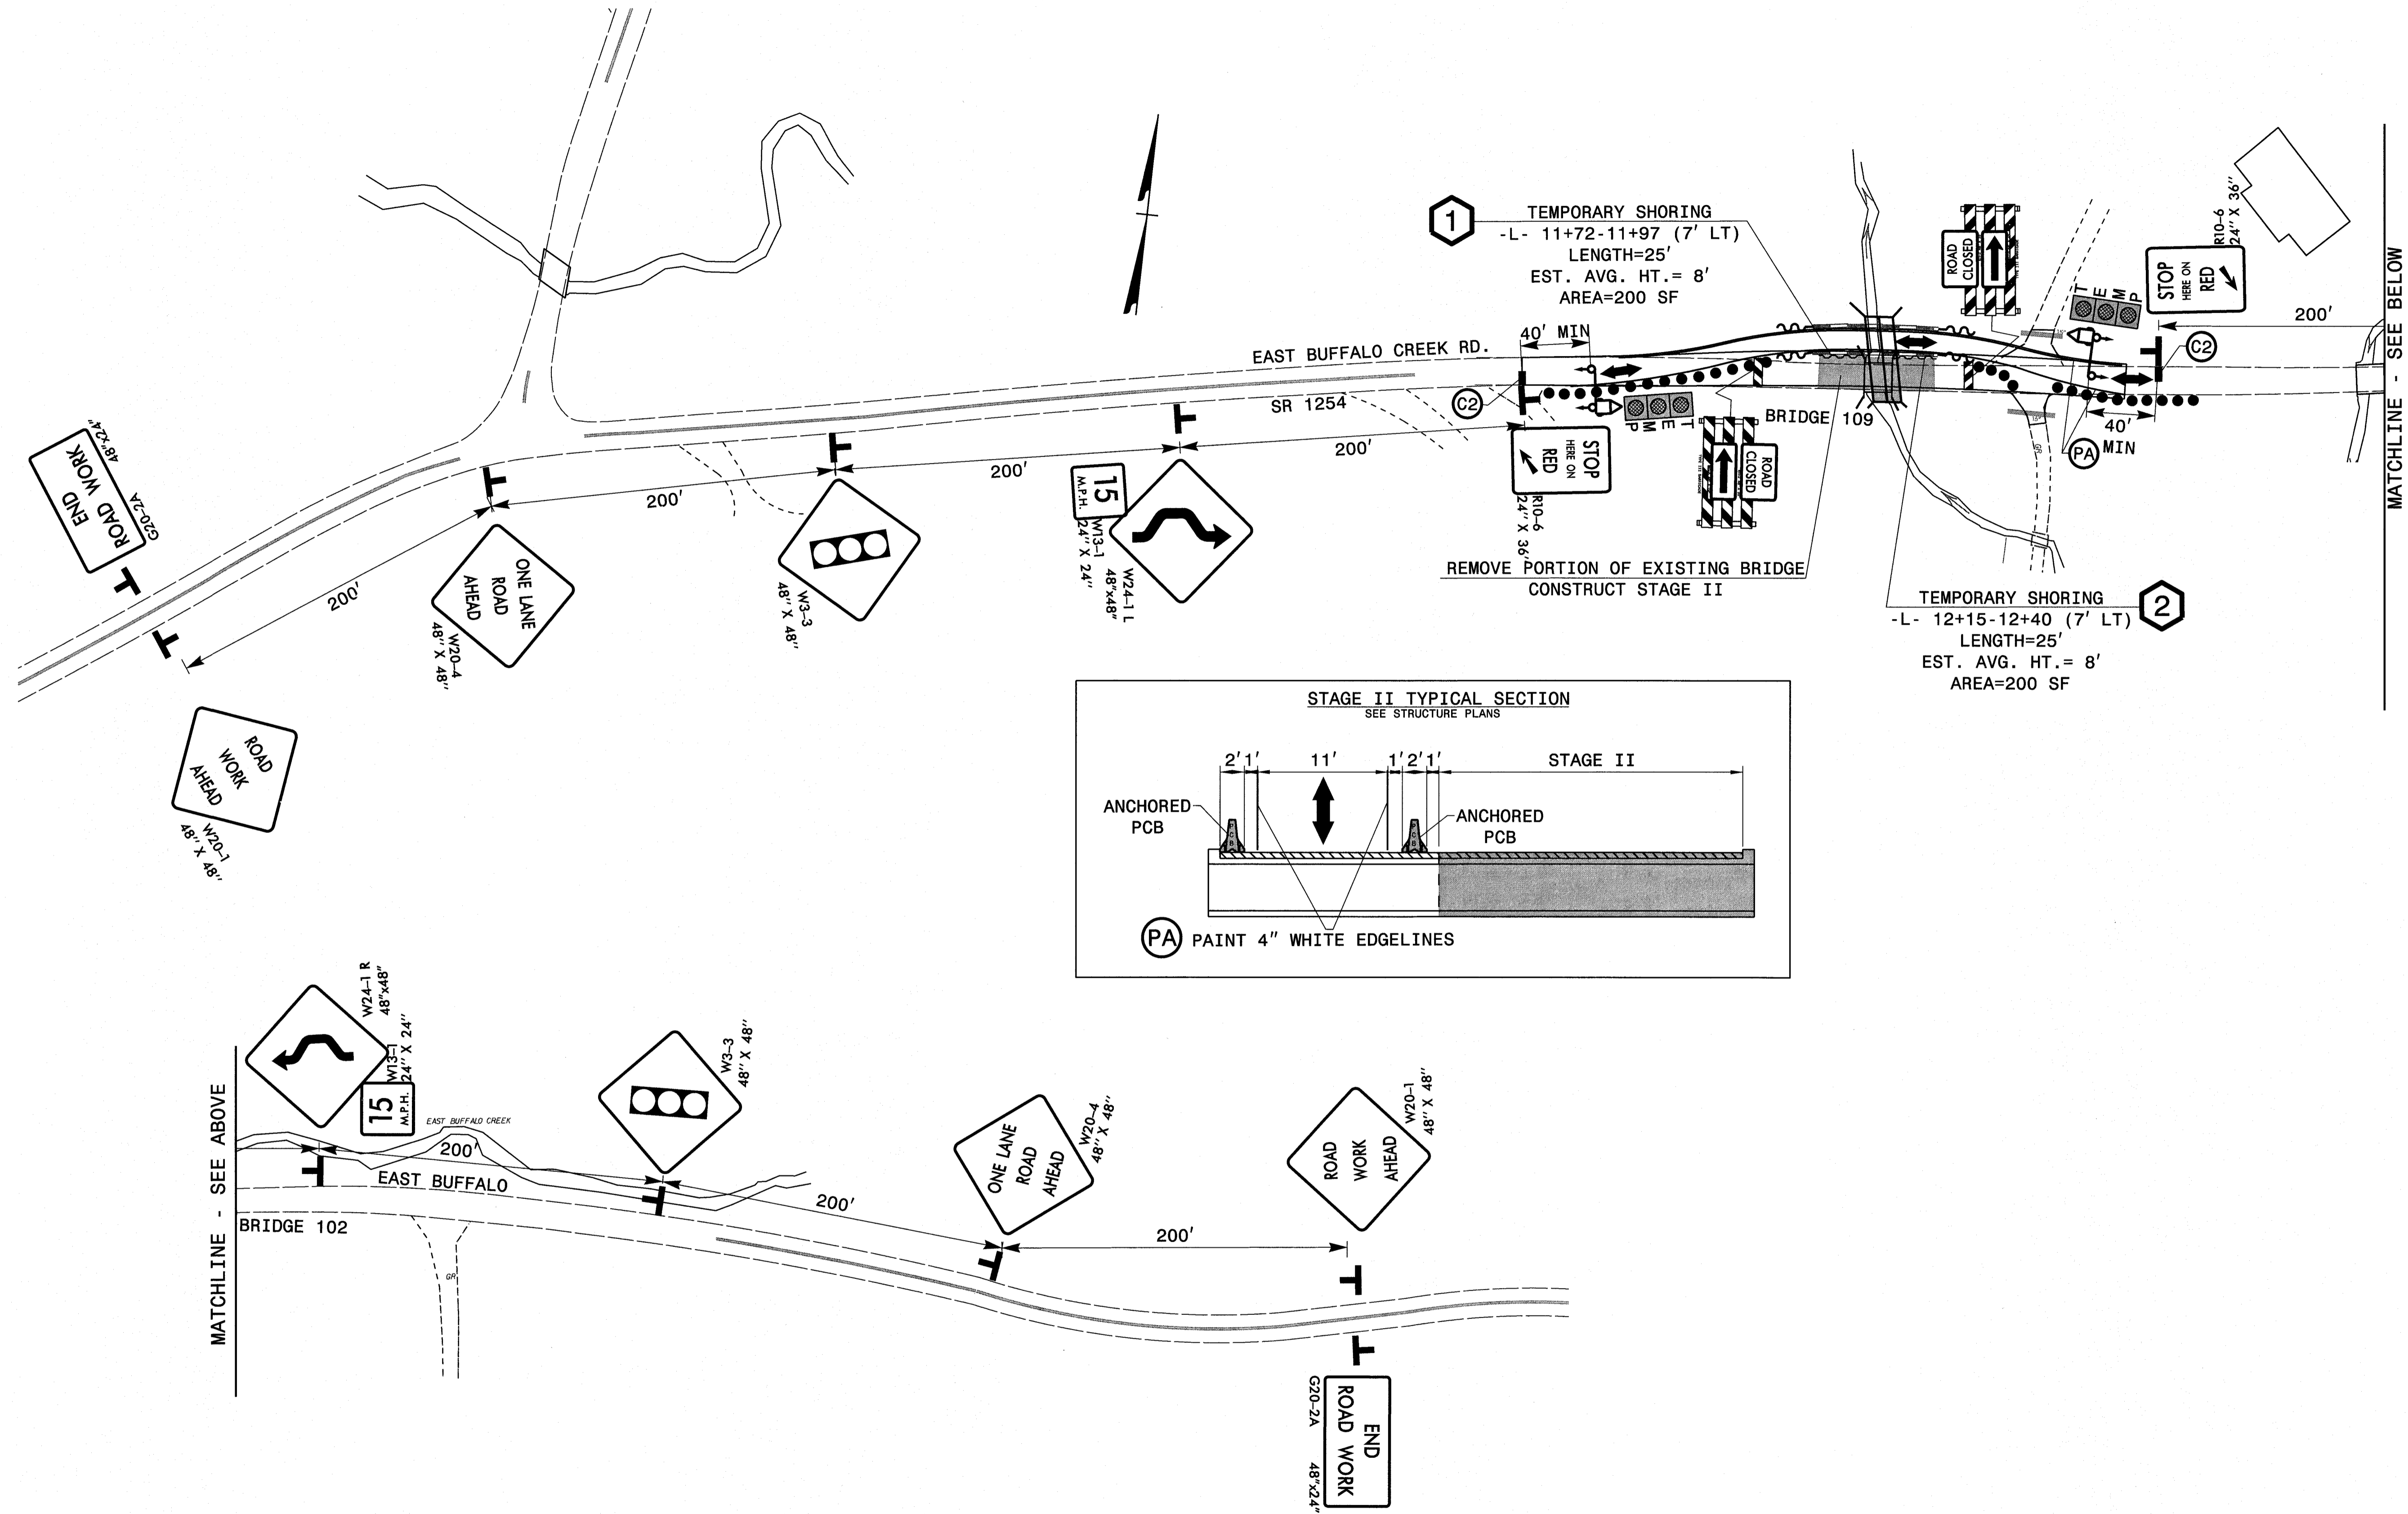 1
TEMPORARY SHORING
-L- 11+72-11+97 (7' LT)
LENGTH=25'
EST. AVG. HT.= 8'
AREA=200 SF
40' MIN
EAST BUFFALO CREEK RD.
SR 1254
C2
ROAD
CLOSED
TEMP
STOP
HERE ON
RED
R10-6
24" X 36"
200'
C2
MATCHLINE - SEE BELOW
40'
MIN
PA
BRIDGE 109
TEMP
ROAD
CLOSED
STOP
HERE ON
RED
R10-6
24" X 36"
REMOVE PORTION OF EXISTING BRIDGE
CONSTRUCT STAGE II
2
TEMPORARY SHORING
-L- 12+15-12+40 (7' LT)
LENGTH=25'
EST. AVG. HT.= 8'
AREA=200 SF
GR
200'
200'
200'
200'
15
M.P.H.
W13-1
24" X 24"
W24-1 L
48"x48"
W3-3
48" X 48"
ONE LANE
ROAD
AHEAD
W20-4
48" X 48"
END
ROAD WORK
G20-2A
48"x24"
ROAD
WORK
AHEAD
W20-1
48" X 48"
STAGE II TYPICAL SECTION
SEE STRUCTURE PLANS
2' 1' 11' 1' 2' 1' STAGE II
ANCHORED
PCB
ANCHORED
PCB
PCB
PCB
PA PAINT 4" WHITE EDGELINES
MATCHLINE - SEE ABOVE
W24-1 R
48"x48"
W13-1
24" X 24"
15
M.P.H.
EAST BUFFALO CREEK
200'
EAST BUFFALO
BRIDGE 102
GR
W3-3
48" X 48"
200'
ONE LANE
ROAD
AHEAD
W20-4
48" X 48"
200'
ROAD
WORK
AHEAD
W20-1
48" X 48"
END
ROAD WORK
G20-2A
48"x24"